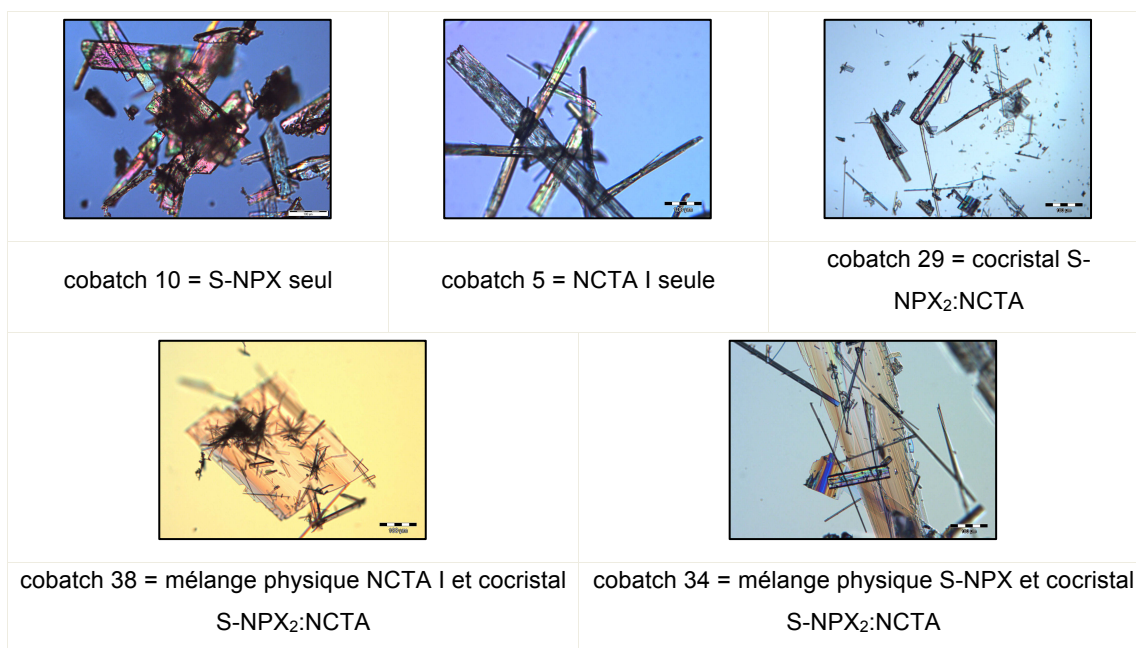 cobatch 10 = S-NPX seul
cobatch 5 = NCTA I seule
cobatch 29 = cocristal S-
NPX₂:NCTA
cobatch 38 = mélange physique NCTA I et cocristal
S-NPX₂:NCTA
cobatch 34 = mélange physique S-NPX et cocristal
S-NPX₂:NCTA